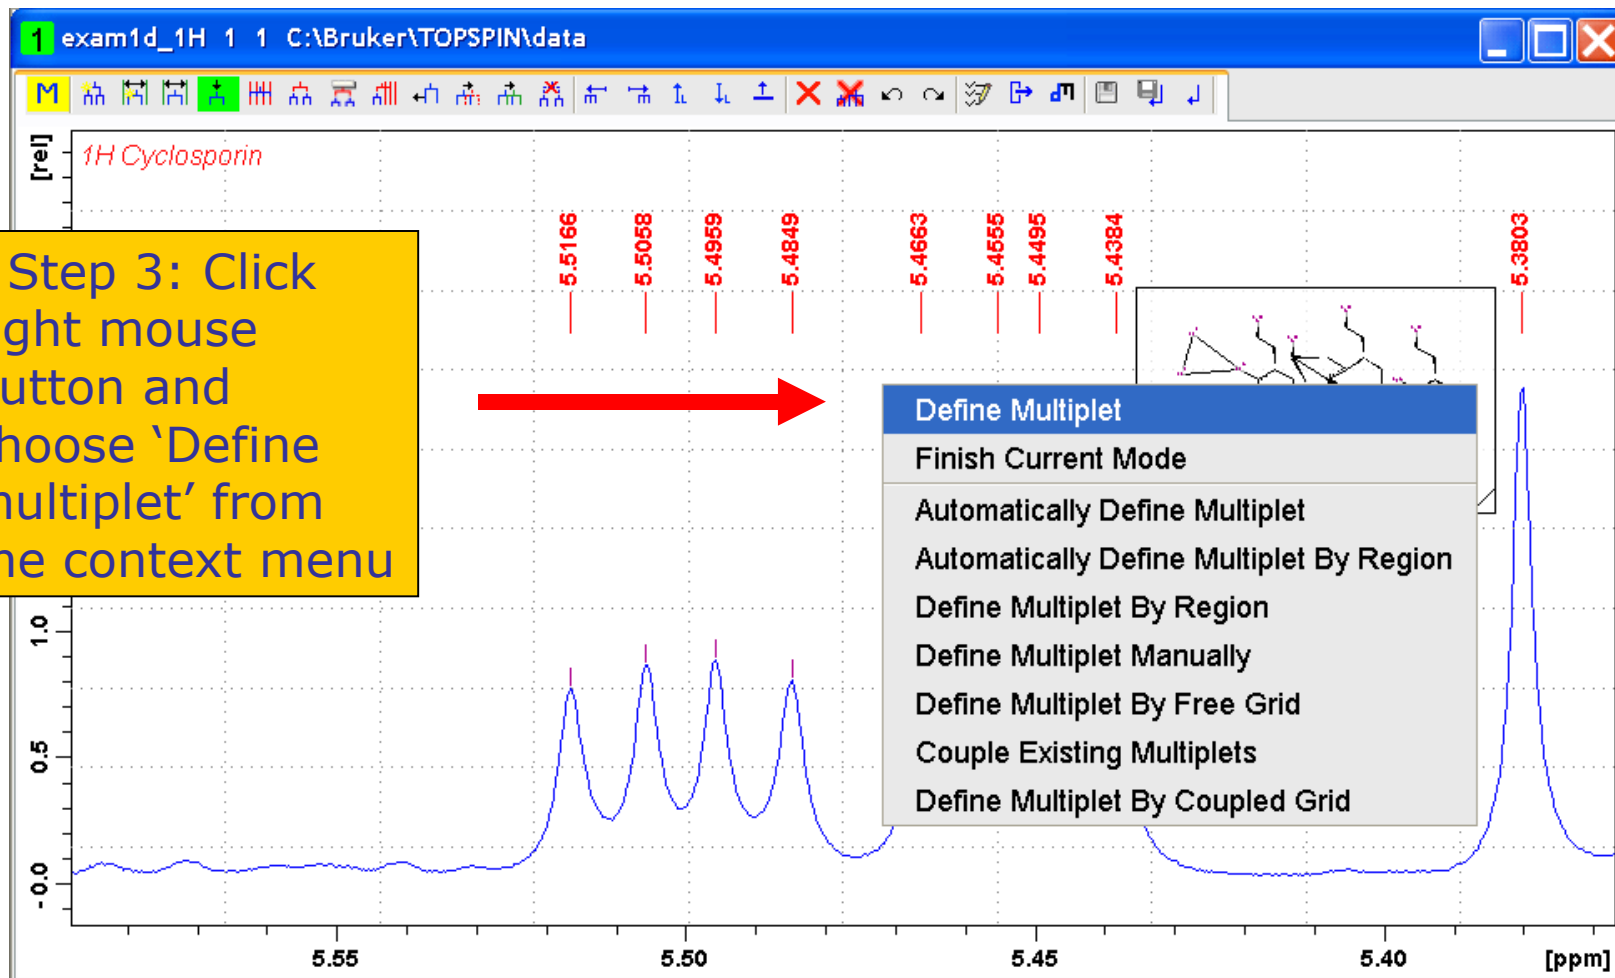 1 exam1d_1H 1 1 C:\Bruker\TOPSPIN\data
M
[rel]
1H Cyclosporin
5.5166
5.5058
5.4959
5.4849
5.4663
5.4555
5.4495
5.4384
5.3803
Step 3: Click
ight mouse
utton and
hoose ‘Define
nultiplet’ from
he context menu
Define Multiplet
Finish Current Mode
Automatically Define Multiplet
Automatically Define Multiplet By Region
Define Multiplet By Region
Define Multiplet Manually
Define Multiplet By Free Grid
Couple Existing Multiplets
Define Multiplet By Coupled Grid
1.0
0.5
-0.0
5.55 5.50 5.45 5.40 [ppm]